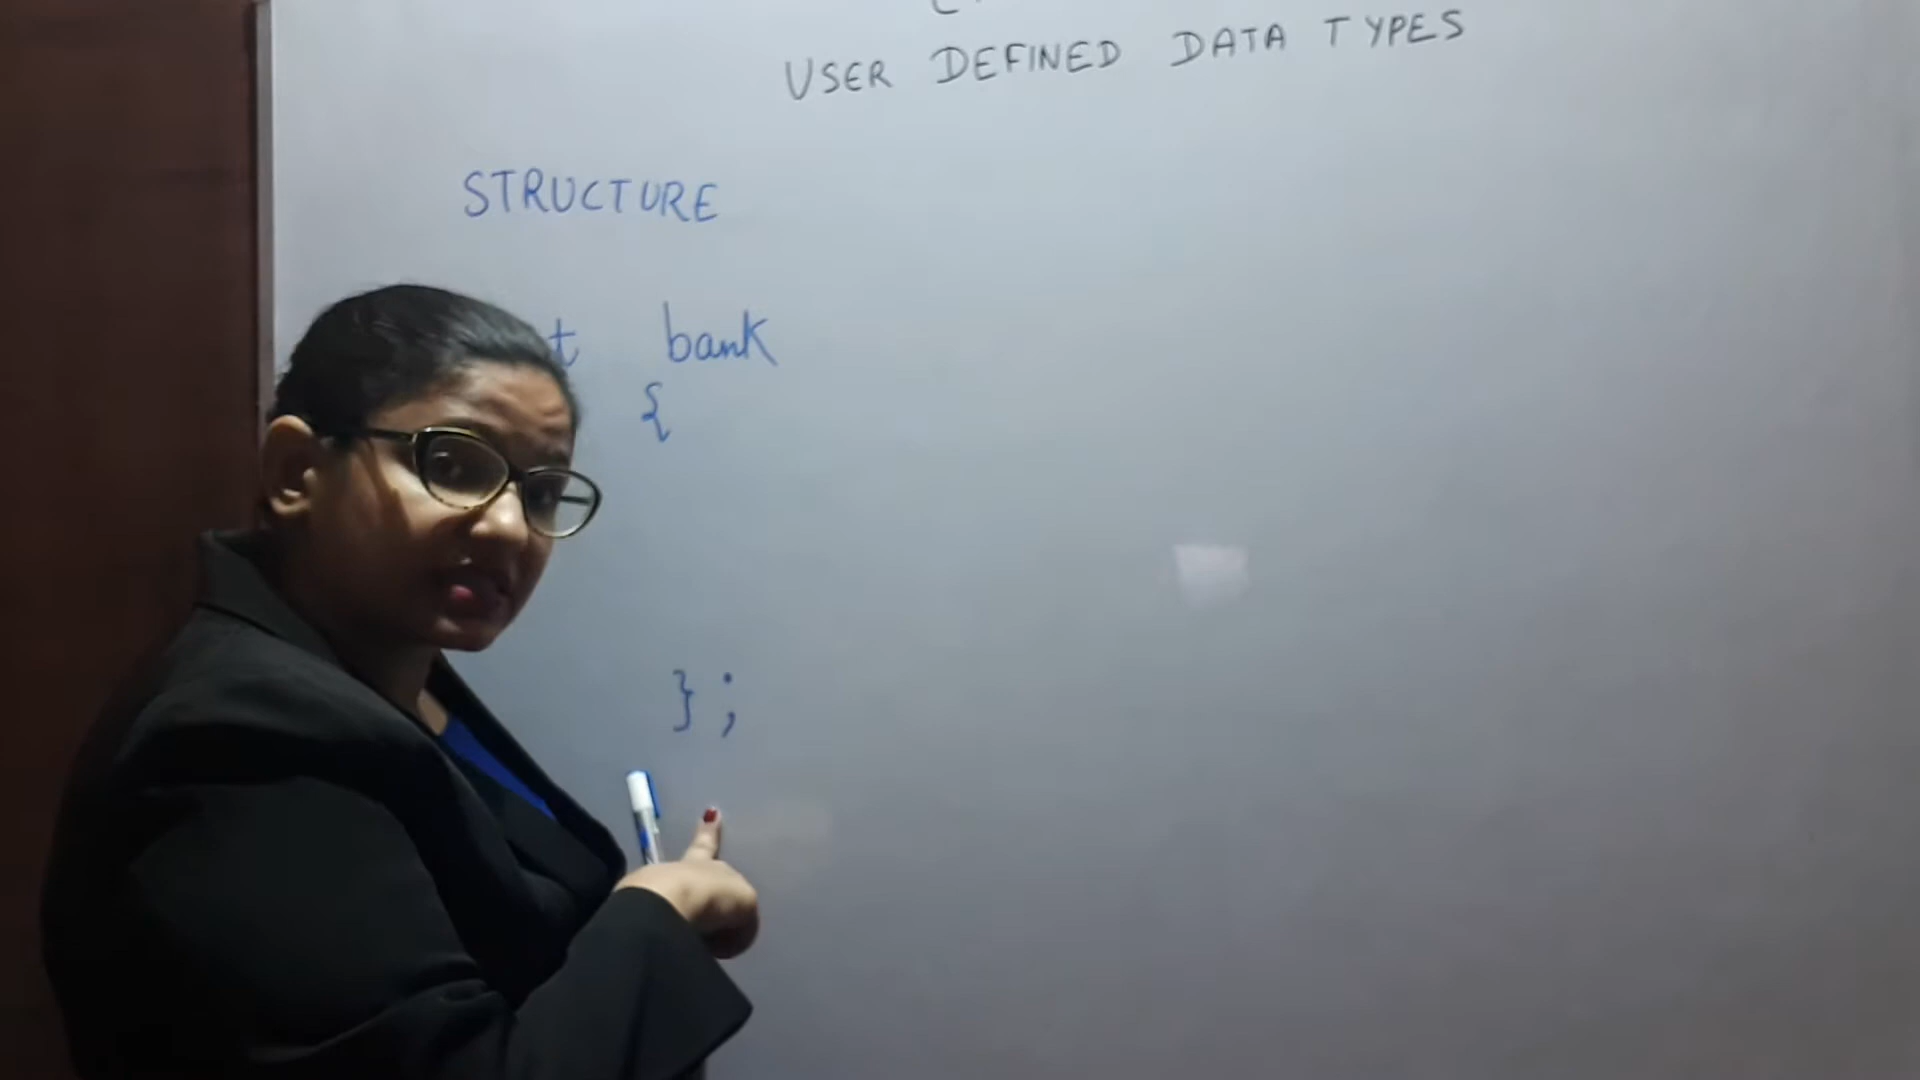 USER DEFINED DATA TYPES
STRUCTURE
bank
{
};